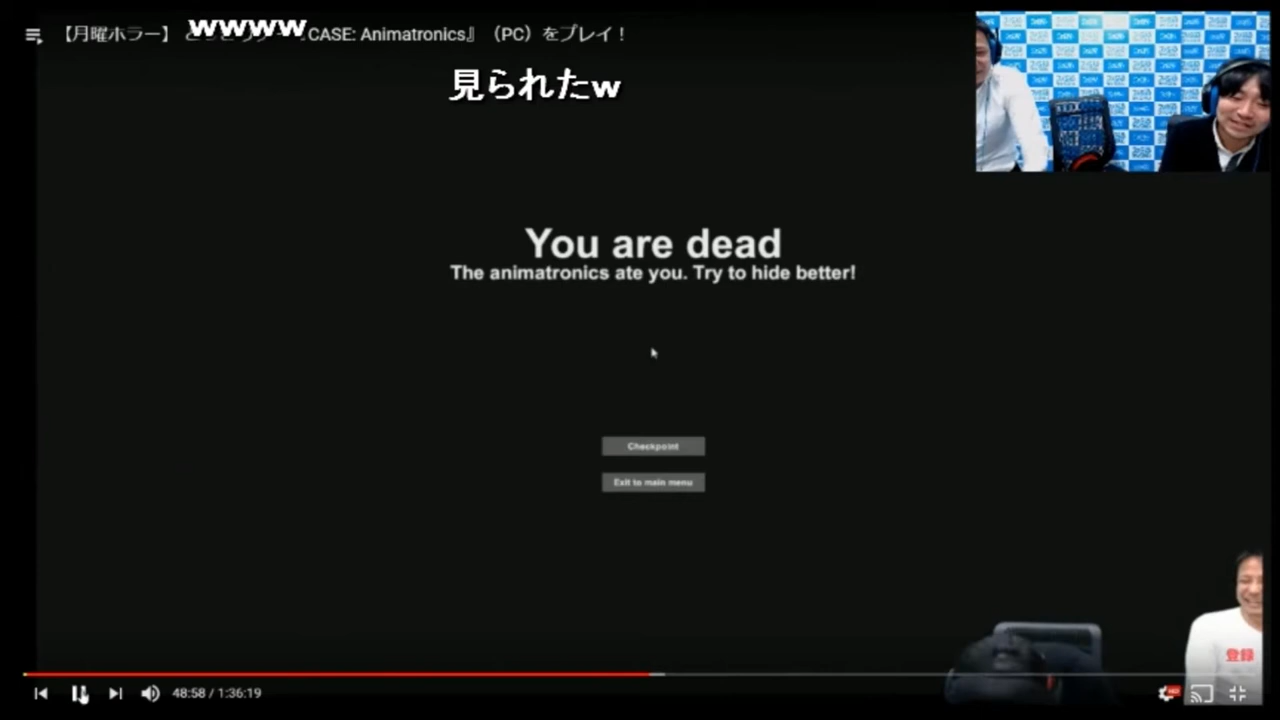 wwww
【月曜ホラー】 『CASE: Animatronics』（PC）をプレイ！
見られたw
You are dead
The animatronics ate you. Try to hide better!
Checkpoint
Exit to main menu
登録
48:58 / 1:36:19
HD